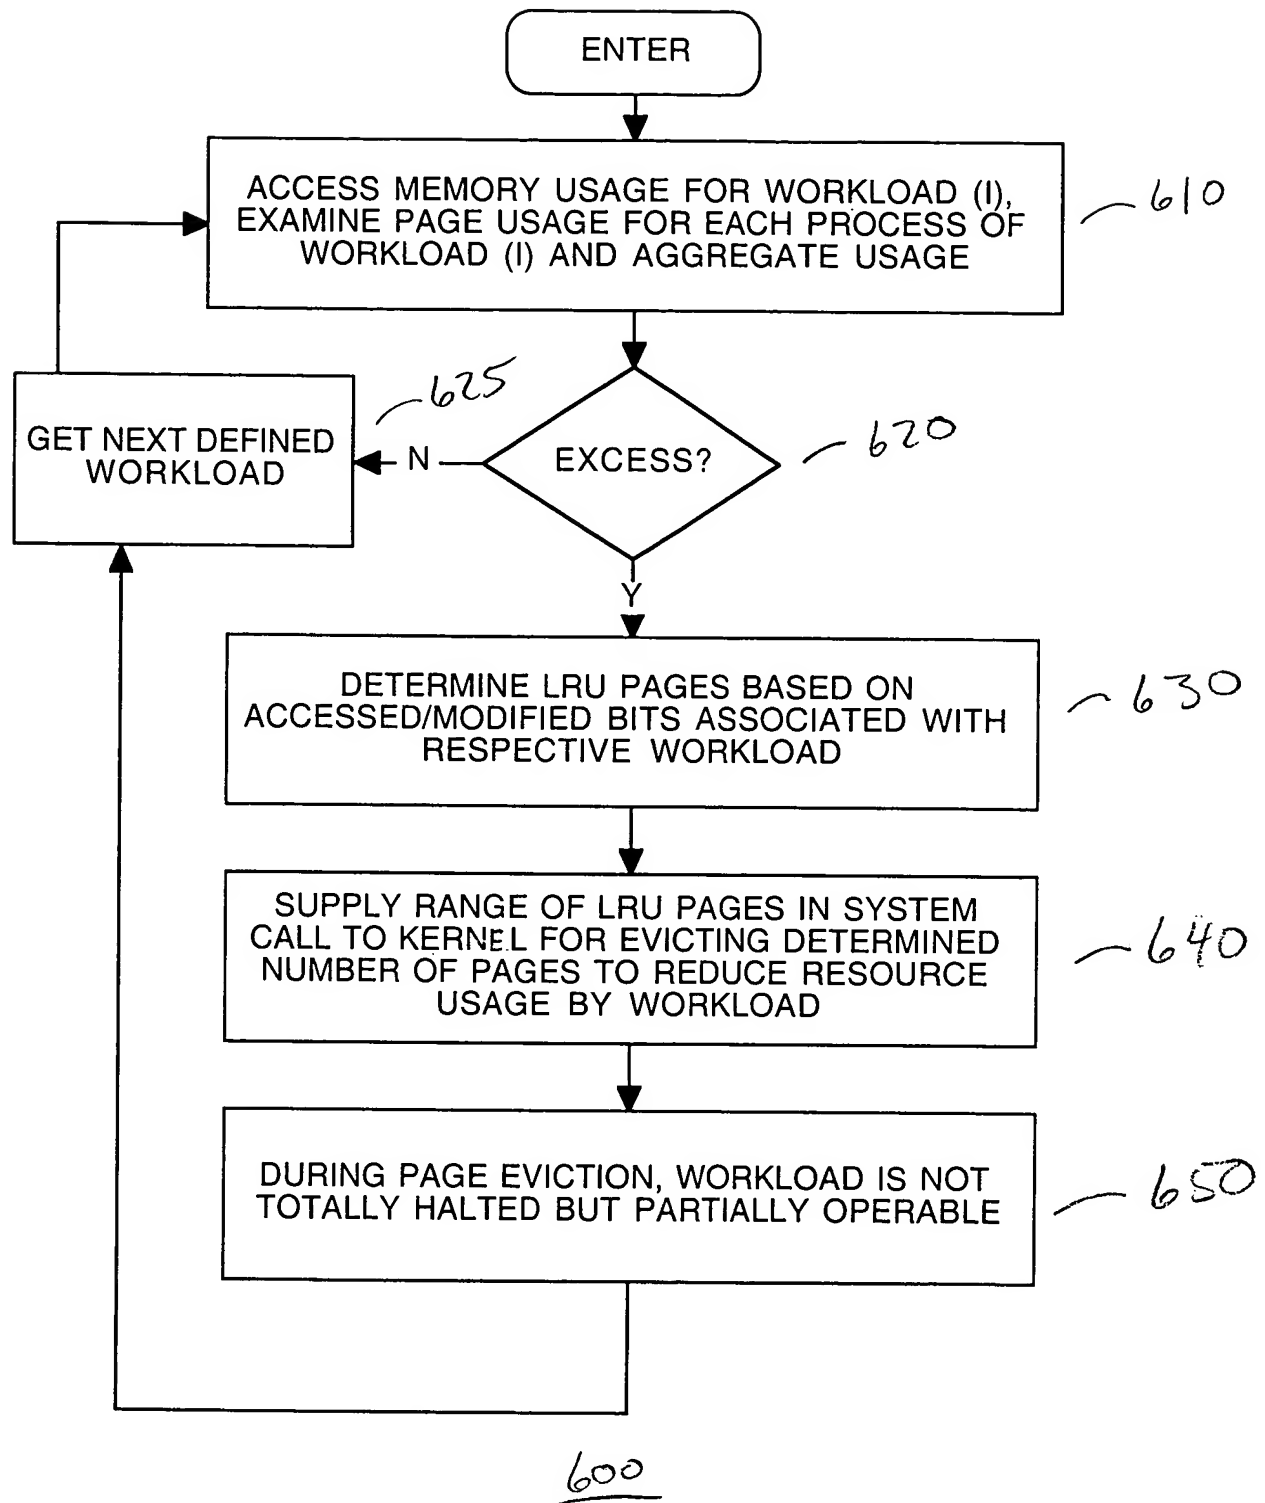 ENTER
ACCESS MEMORY USAGE FOR WORKLOAD (I),
EXAMINE PAGE USAGE FOR EACH PROCESS OF
WORKLOAD (I) AND AGGREGATE USAGE
610
625
GET NEXT DEFINED
WORKLOAD
N
EXCESS?
620
Y
DETERMINE LRU PAGES BASED ON
ACCESSED/MODIFIED BITS ASSOCIATED WITH
RESPECTIVE WORKLOAD
630
SUPPLY RANGE OF LRU PAGES IN SYSTEM
CALL TO KERNEL FOR EVICTING DETERMINED
NUMBER OF PAGES TO REDUCE RESOURCE
USAGE BY WORKLOAD
640
DURING PAGE EVICTION, WORKLOAD IS NOT
TOTALLY HALTED BUT PARTIALLY OPERABLE
650
600